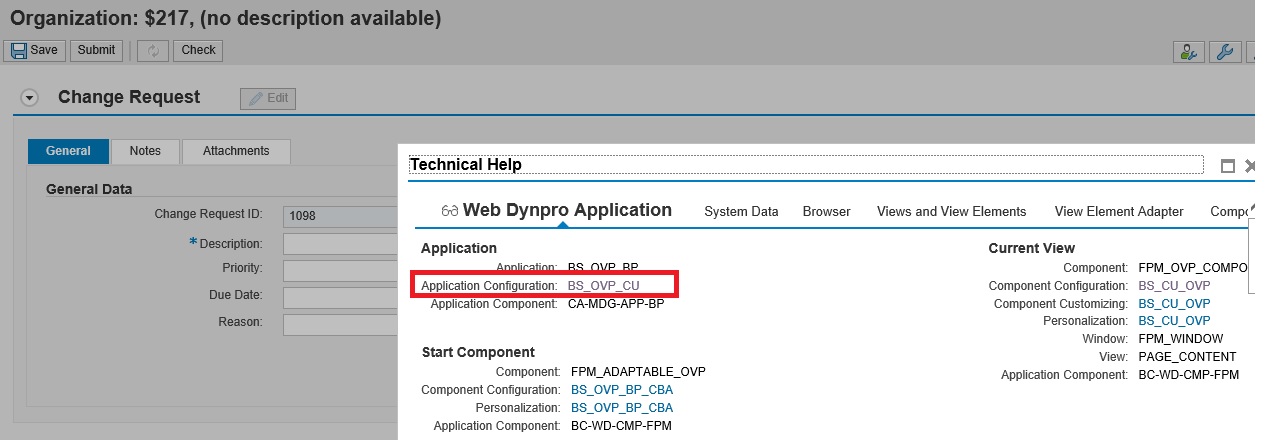 Organization: $217, (no description available)
Save Submit Check
Change Request Edit
General Notes Attachments
General Data
Change Request ID: 1098
*Description:
Priority:
Due Date:
Reason:
Technical Help
Web Dynpro Application System Data Browser Views and View Elements View Element Adapter Compo
Application
Application: BS_OVP_BP
Application Configuration: BS_OVP_CU
Application Component: CA-MDG-APP-BP
Start Component
Component: FPM_ADAPTABLE_OVP
Component Configuration: BS_OVP_BP_CBA
Personalization: BS_OVP_BP_CBA
Application Component: BC-WD-CMP-FPM
Current View
Component: FPM_OVP_COMPO
Component Configuration: BS_CU_OVP
Component Customizing: BS_CU_OVP
Personalization: BS_CU_OVP
Window: FPM_WINDOW
View: PAGE_CONTENT
Application Component: BC-WD-CMP-FPM